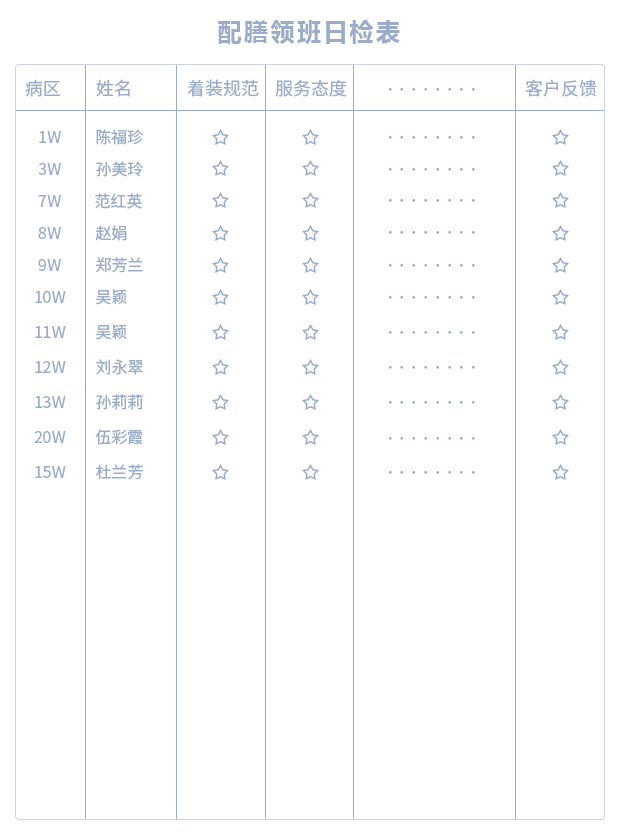 配膳领班日检表
病区 姓名 着装规范 服务态度 ········ 客户反馈
1W 陈福珍 ☆ ☆ ········ ☆
3W 孙美玲 ☆ ☆ ········ ☆
7W 范红英 ☆ ☆ ········ ☆
8W 赵娟 ☆ ☆ ········ ☆
9W 郑芳兰 ☆ ☆ ········ ☆
10W 吴颖 ☆ ☆ ········ ☆
11W 吴颖 ☆ ☆ ········ ☆
12W 刘永翠 ☆ ☆ ········ ☆
13W 孙莉莉 ☆ ☆ ········ ☆
20W 伍彩霞 ☆ ☆ ········ ☆
15W 杜兰芳 ☆ ☆ ········ ☆